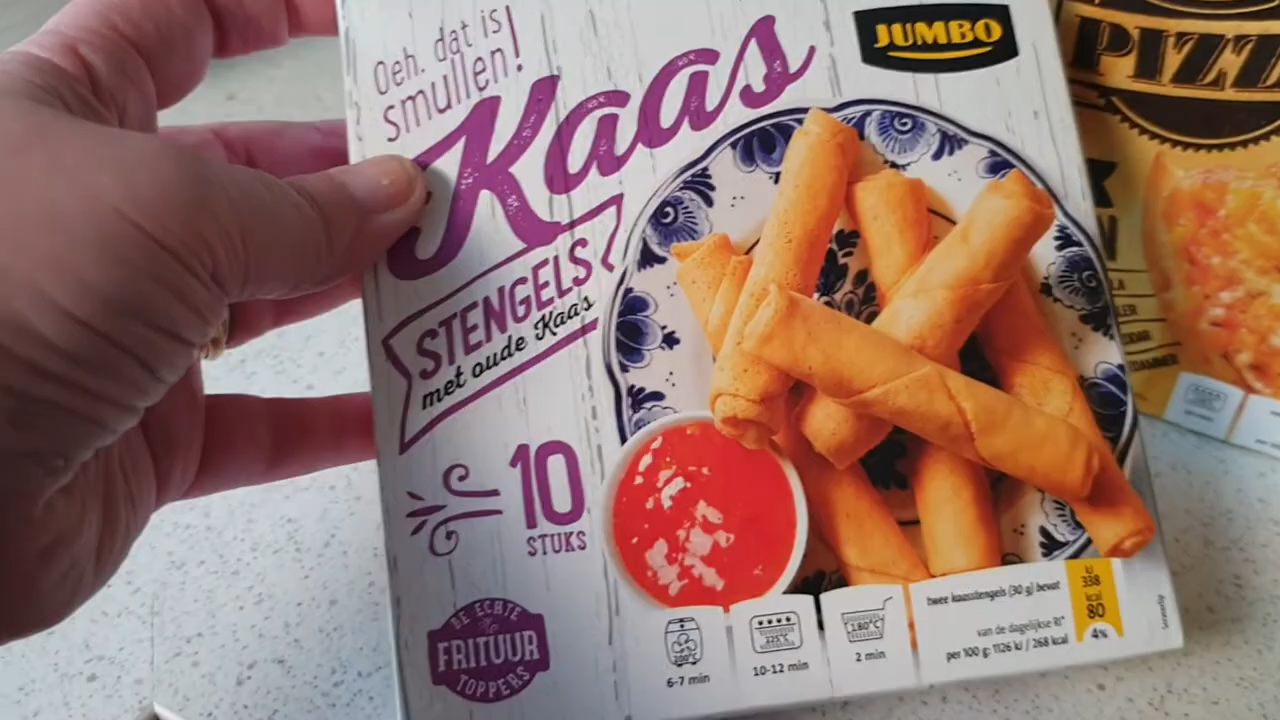 Oeh. dat is
smullen!
Kaas
STENGELS
met oude Kaas
10
STUKS
DE ECHTE
FRITUUR
TOPPERS
JUMBO
200°C
6-7 min
225°C
10-12 min
180°C
2 min
twee kaasstengels (30 g) bevat
van de dagelijkse RI*
per 100 g: 1126 kJ / 268 kcal
kJ
338
kcal
80
4%
PIZZ